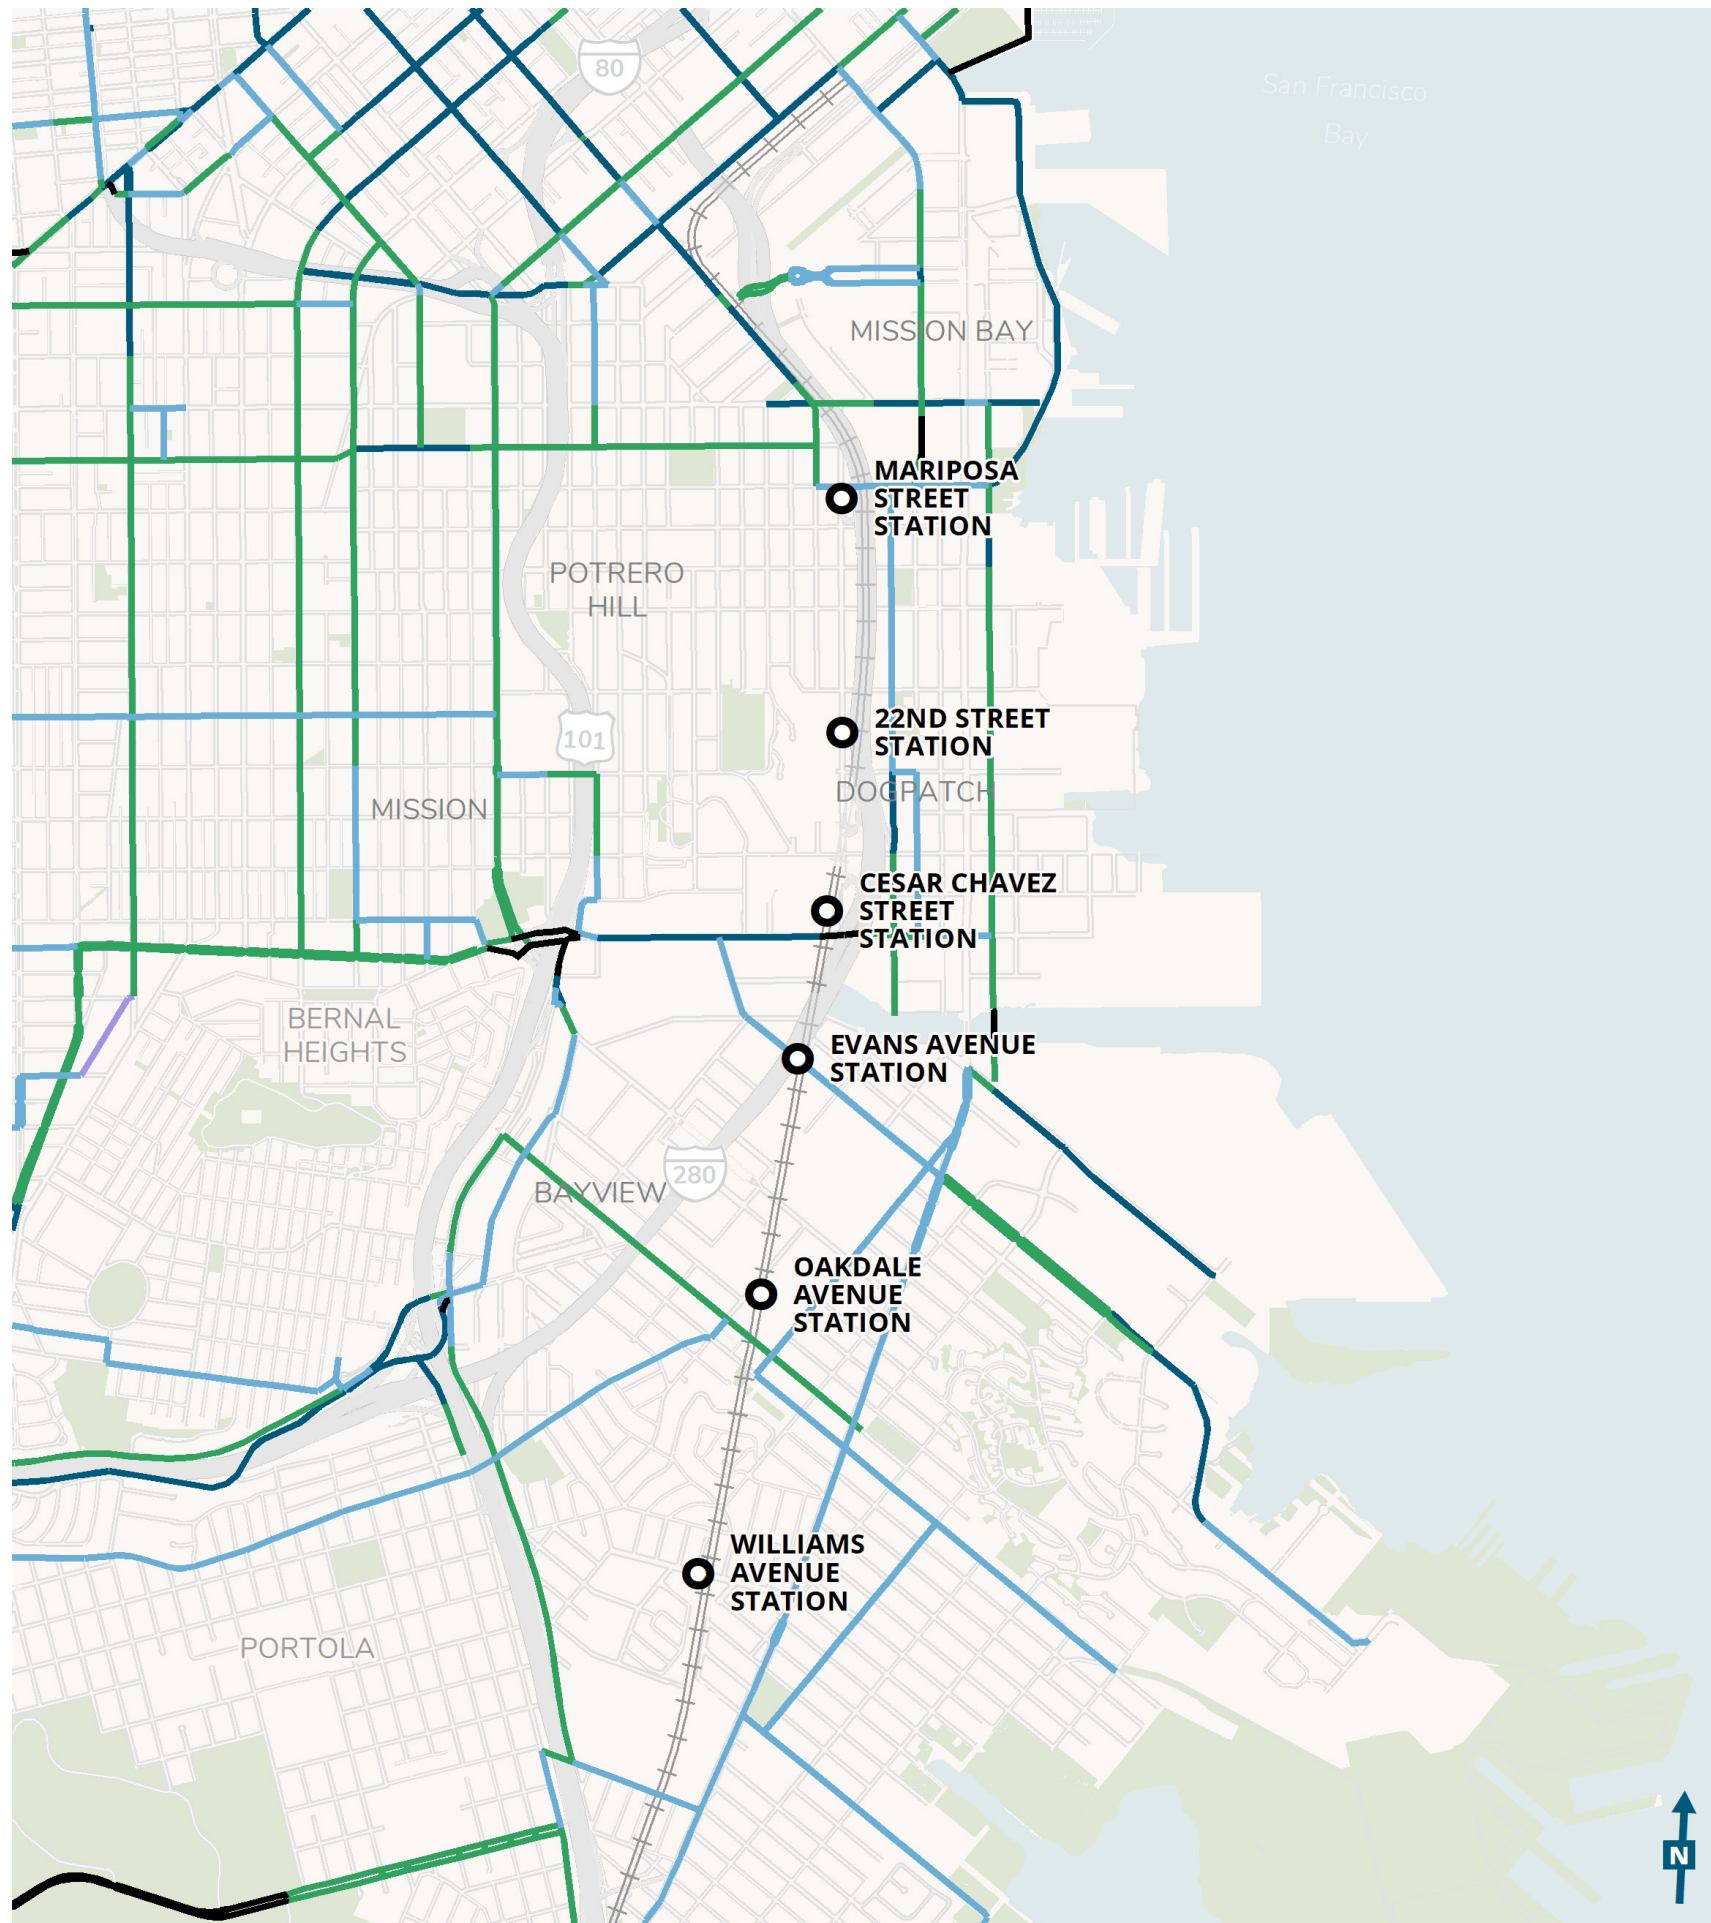 80
San Francisco
Bay
MISSION BAY
MARIPOSA
STREET
STATION
POTRERO
HILL
22ND STREET
STATION
101
DOGPATCH
MISSION
CESAR CHAVEZ
STREET
STATION
BERNAL
HEIGHTS
EVANS AVENUE
STATION
280
BAYVIEW
OAKDALE
AVENUE
STATION
WILLIAMS
AVENUE
STATION
PORTOLA
N